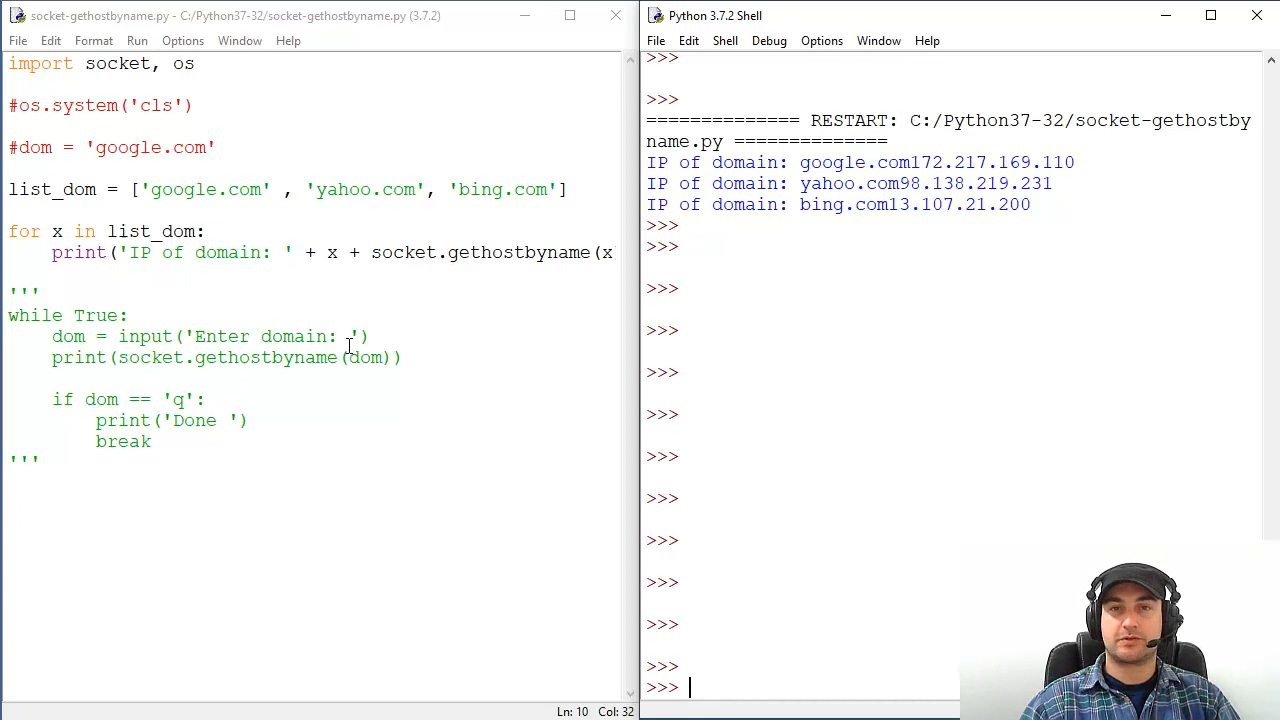 socket-gethostbyname.py - C:/Python37-32/socket-gethostbyname.py (3.7.2)
File Edit Format Run Options Window Help
import socket, os
#os.system('cls')
#dom = 'google.com'
list_dom = ['google.com' , 'yahoo.com', 'bing.com']
for x in list_dom:
    print('IP of domain: ' + x + socket.gethostbyname(x
'''
while True:
    dom = input('Enter domain: ')
    print(socket.gethostbyname(dom))
    if dom == 'q':
        print('Done ')
        break
'''
Ln: 10 Col: 32
Python 3.7.2 Shell
File Edit Shell Debug Options Window Help
>>>
>>>
============== RESTART: C:/Python37-32/socket-gethostby
name.py ==============
IP of domain: google.com172.217.169.110
IP of domain: yahoo.com98.138.219.231
IP of domain: bing.com13.107.21.200
>>>
>>>
>>>
>>>
>>>
>>>
>>>
>>>
>>>
>>>
>>>
>>>
>>>